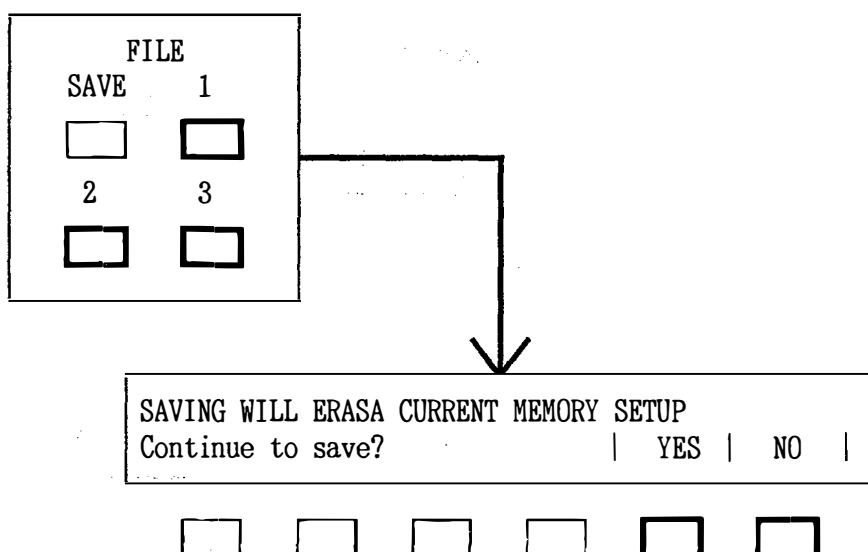 FILE
SAVE 1
2 3
SAVING WILL ERASA CURRENT MEMORY SETUP
Continue to save? | YES | NO |